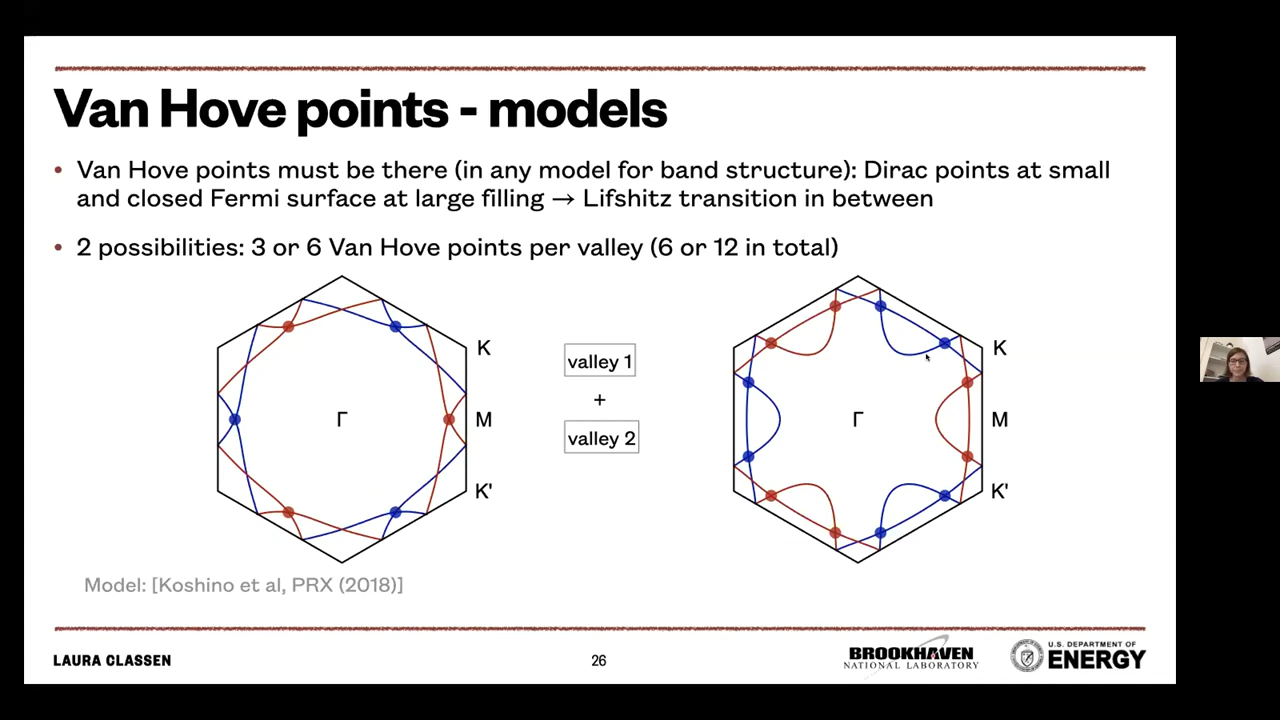 Van Hove points - models
• Van Hove points must be there (in any model for band structure): Dirac points at small
and closed Fermi surface at large filling → Lifshitz transition in between
• 2 possibilities: 3 or 6 Van Hove points per valley (6 or 12 in total)
Γ
K
M
K'
valley 1
+
valley 2
Γ
K
M
K'
Model: [Koshino et al, PRX (2018)]
LAURA CLASSEN
26
BROOKHAVEN
NATIONAL LABORATORY
U.S. DEPARTMENT OF
ENERGY